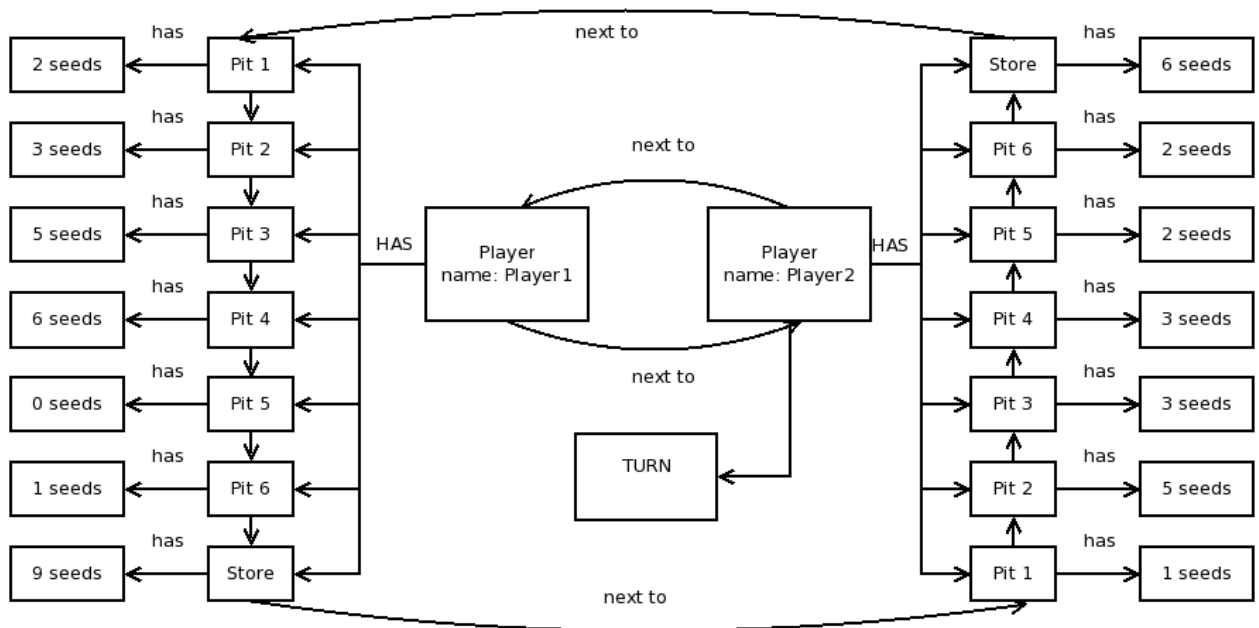 has
next to
has
2 seeds
Pit 1
Store
6 seeds
has
has
3 seeds
Pit 2
next to
Pit 6
2 seeds
has
has
5 seeds
Pit 3
HAS
Player
name: Player1
Player
name: Player2
HAS
Pit 5
2 seeds
has
has
6 seeds
Pit 4
Pit 4
3 seeds
has
next to
has
0 seeds
Pit 5
Pit 3
3 seeds
has
TURN
has
1 seeds
Pit 6
Pit 2
5 seeds
has
has
9 seeds
Store
next to
Pit 1
1 seeds